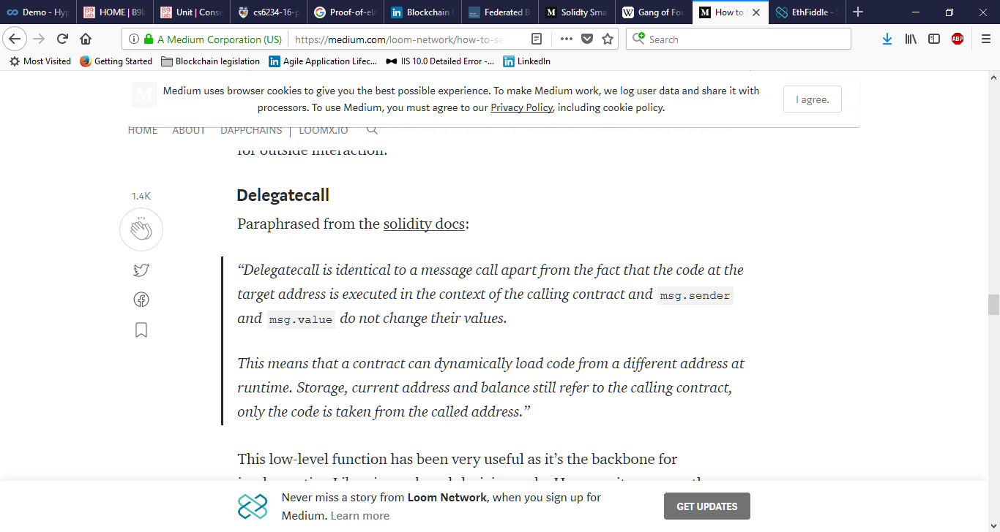 Demo - Hyp
HOME | B9l
Unit | Conse
cs6234-16-p
Proof-of-ela
Blockchain f
Federated B
Solidty Sma
Gang of Fou
How to S
EthFiddle - S
A Medium Corporation (US)
https://medium.com/loom-network/how-to-se
Search
ABP
Most Visited
Getting Started
Blockchain legislation
Agile Application Lifec...
IIS 10.0 Detailed Error -...
LinkedIn
Medium uses browser cookies to give you the best possible experience. To make Medium work, we log user data and share it with
processors. To use Medium, you must agree to our Privacy Policy, including cookie policy.
I agree.
HOME ABOUT DAPPCHAINS | LOOMX.IO
for outside interaction.
1.4K
Delegatecall
Paraphrased from the solidity docs:
“Delegatecall is identical to a message call apart from the fact that the code at the
target address is executed in the context of the calling contract and msg.sender
and msg.value do not change their values.
This means that a contract can dynamically load code from a different address at
runtime. Storage, current address and balance still refer to the calling contract,
only the code is taken from the called address.”
This low-level function has been very useful as it’s the backbone for
Never miss a story from Loom Network, when you sign up for
Medium. Learn more
GET UPDATES